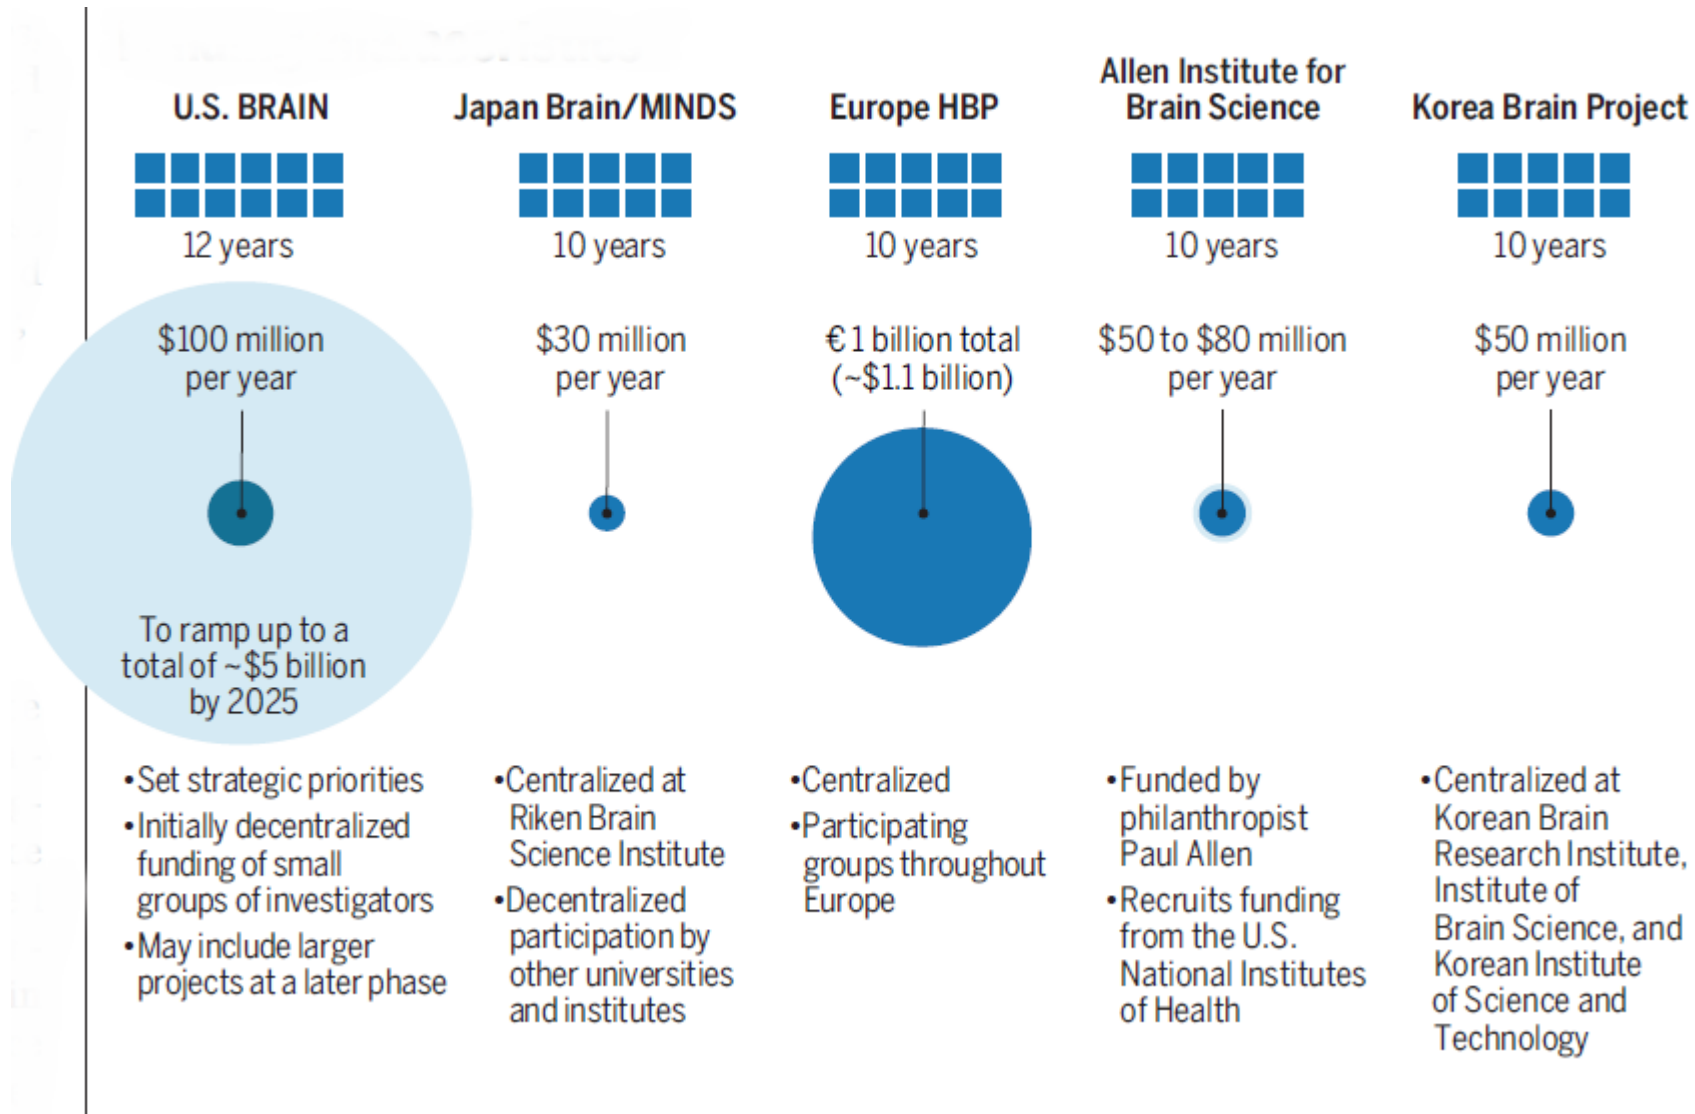 U.S. BRAIN
12 years
$100 million
per year
To ramp up to a
total of ~$5 billion
by 2025
•Set strategic priorities
•Initially decentralized
funding of small
groups of investigators
•May include larger
projects at a later phase
Japan Brain/MINDS
10 years
$30 million
per year
•Centralized at
Riken Brain
Science Institute
•Decentralized
participation by
other universities
and institutes
Europe HBP
10 years
€1 billion total
(~$1.1 billion)
•Centralized
•Participating
groups throughout
Europe
Allen Institute for
Brain Science
10 years
$50 to $80 million
per year
•Funded by
philanthropist
Paul Allen
•Recruits funding
from the U.S.
National Institutes
of Health
Korea Brain Project
10 years
$50 million
per year
•Centralized at
Korean Brain
Research Institute,
Institute of
Brain Science, and
Korean Institute
of Science and
Technology